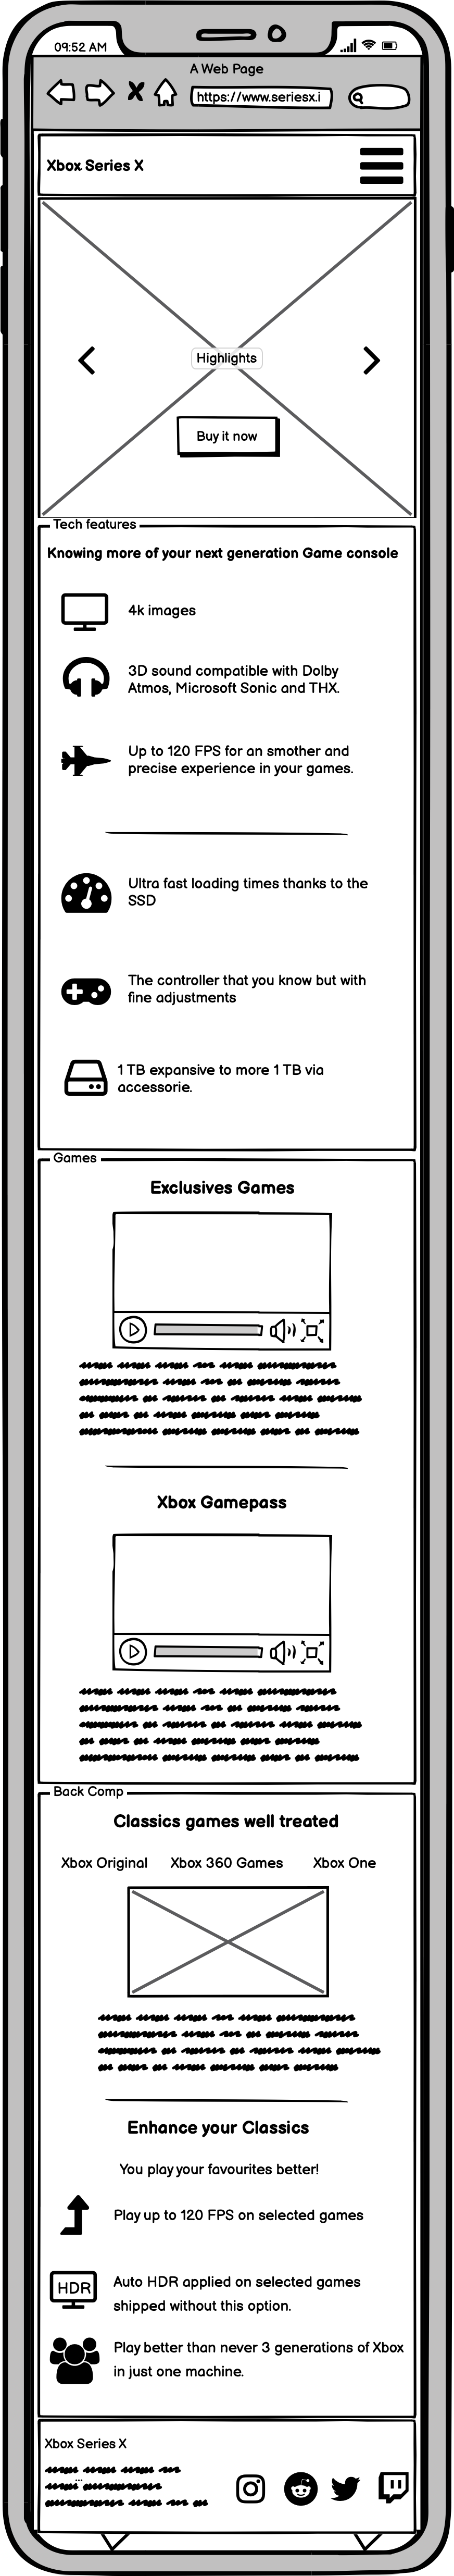 09:52 AM
A Web Page
https://www.seriesx.i
Xbox Series X
Highlights
Buy it now
Tech features
Knowing more of your next generation Game console
4k images
3D sound compatible with Dolby
Atmos, Microsoft Sonic and THX.
Up to 120 FPS for an smother and
precise experience in your games.
Ultra fast loading times thanks to the
SSD
The controller that you know but with
fine adjustments
1 TB expansive to more 1 TB via
accessorie.
Games
Exclusives Games
Xbox Gamepass
Back Comp
Classics games well treated
Xbox Original Xbox 360 Games Xbox One
Enhance your Classics
You play your favourites better!
Play up to 120 FPS on selected games
HDR
Auto HDR applied on selected games
shipped without this option.
Play better than never 3 generations of Xbox
in just one machine.
Xbox Series X
...